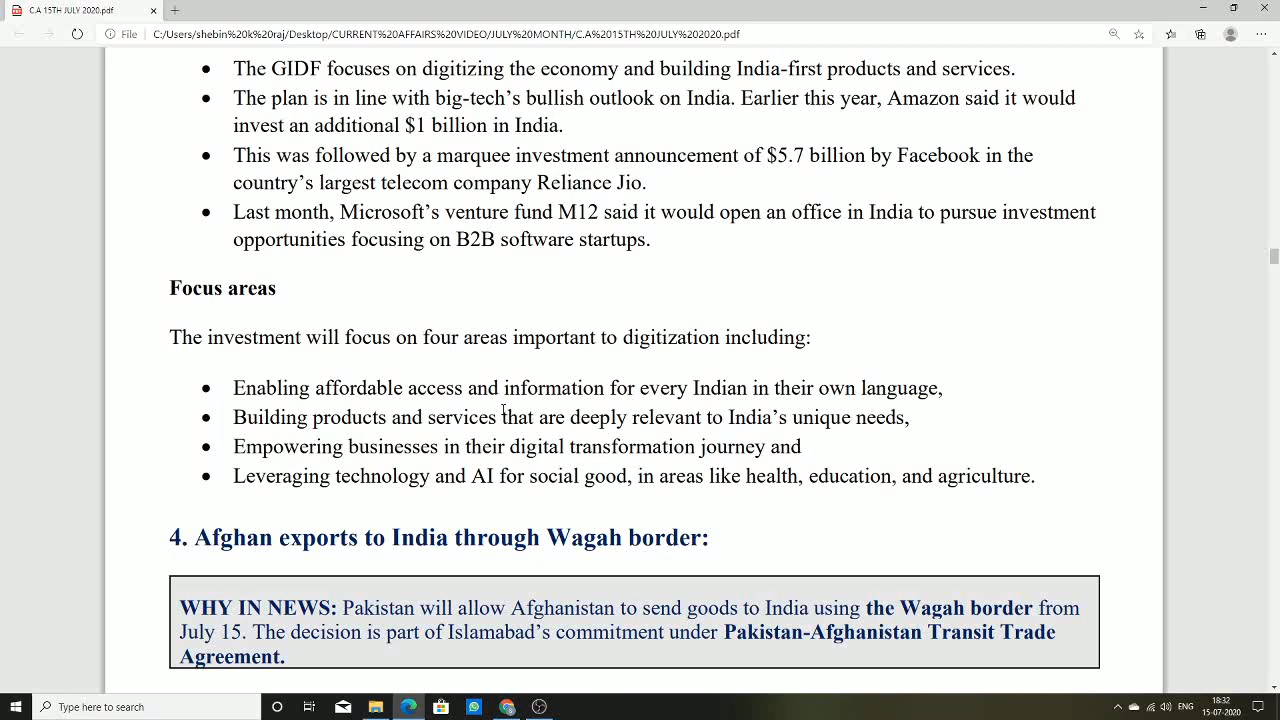 C.A 15TH JULY 2020.pdf
File
C:/Users/shebin%20k%20raj/Desktop/CURRENT%20AFFAIRS%20VIDEO/JULY%20MONTH/C.A%2015TH%20JULY%202020.pdf
• The GIDF focuses on digitizing the economy and building India-first products and services.
• The plan is in line with big-tech’s bullish outlook on India. Earlier this year, Amazon said it would
invest an additional $1 billion in India.
• This was followed by a marquee investment announcement of $5.7 billion by Facebook in the
country’s largest telecom company Reliance Jio.
• Last month, Microsoft’s venture fund M12 said it would open an office in India to pursue investment
opportunities focusing on B2B software startups.
Focus areas
The investment will focus on four areas important to digitization including:
• Enabling affordable access and information for every Indian in their own language,
• Building products and services that are deeply relevant to India’s unique needs,
• Empowering businesses in their digital transformation journey and
• Leveraging technology and AI for social good, in areas like health, education, and agriculture.
4. Afghan exports to India through Wagah border:
WHY IN NEWS: Pakistan will allow Afghanistan to send goods to India using the Wagah border from
July 15. The decision is part of Islamabad’s commitment under Pakistan-Afghanistan Transit Trade
Agreement.
Type here to search
ENG
18:32
15-07-2020